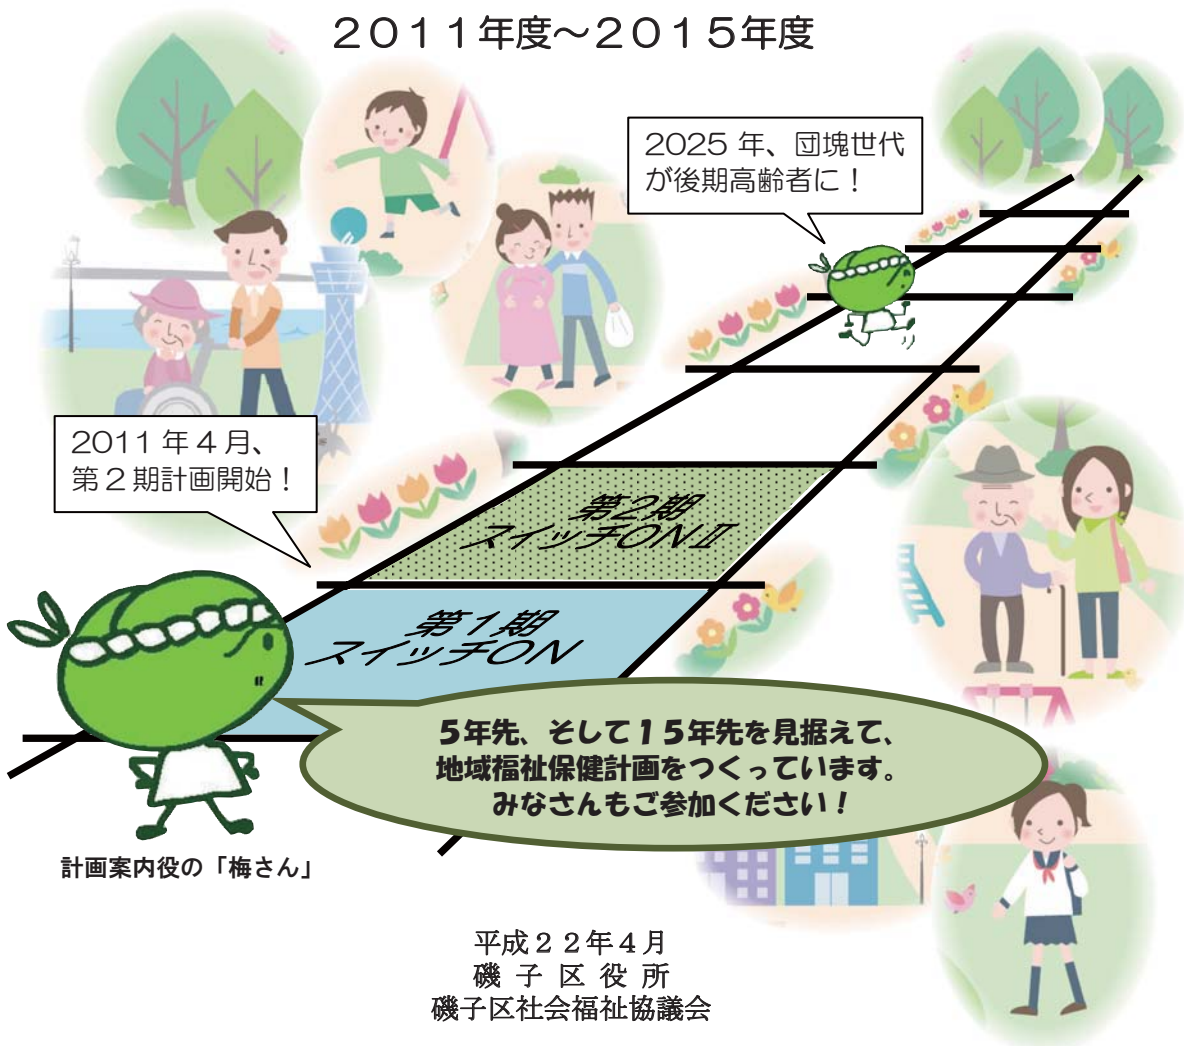 ２０１１年度～２０１５年度
2025 年、団塊世代
が後期高齢者に！
2011 年 4 月、
第 2 期計画開始！
第２期
スイッチONⅡ
第１期
スイッチON
５年先、そして１５年先を見据えて、
地域福祉保健計画をつくっています。
みなさんもご参加ください！
計画案内役の「梅さん」
平成２２年４月
磯 子 区 役 所
磯子区社会福祉協議会